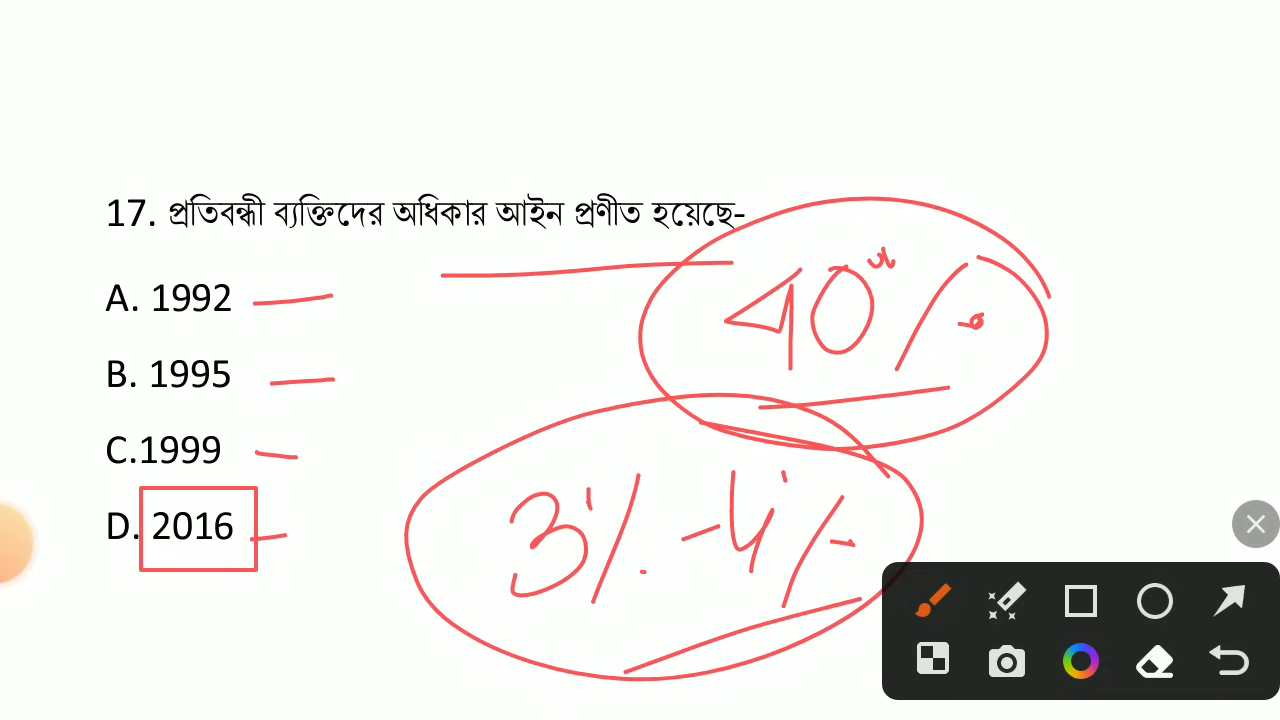 17. প্রতিবন্ধী ব্যক্তিদের অধিকার আইন প্রণীত হয়েছে-
A. 1992
B. 1995
C.1999
D. 2016
40%
3% - 4%